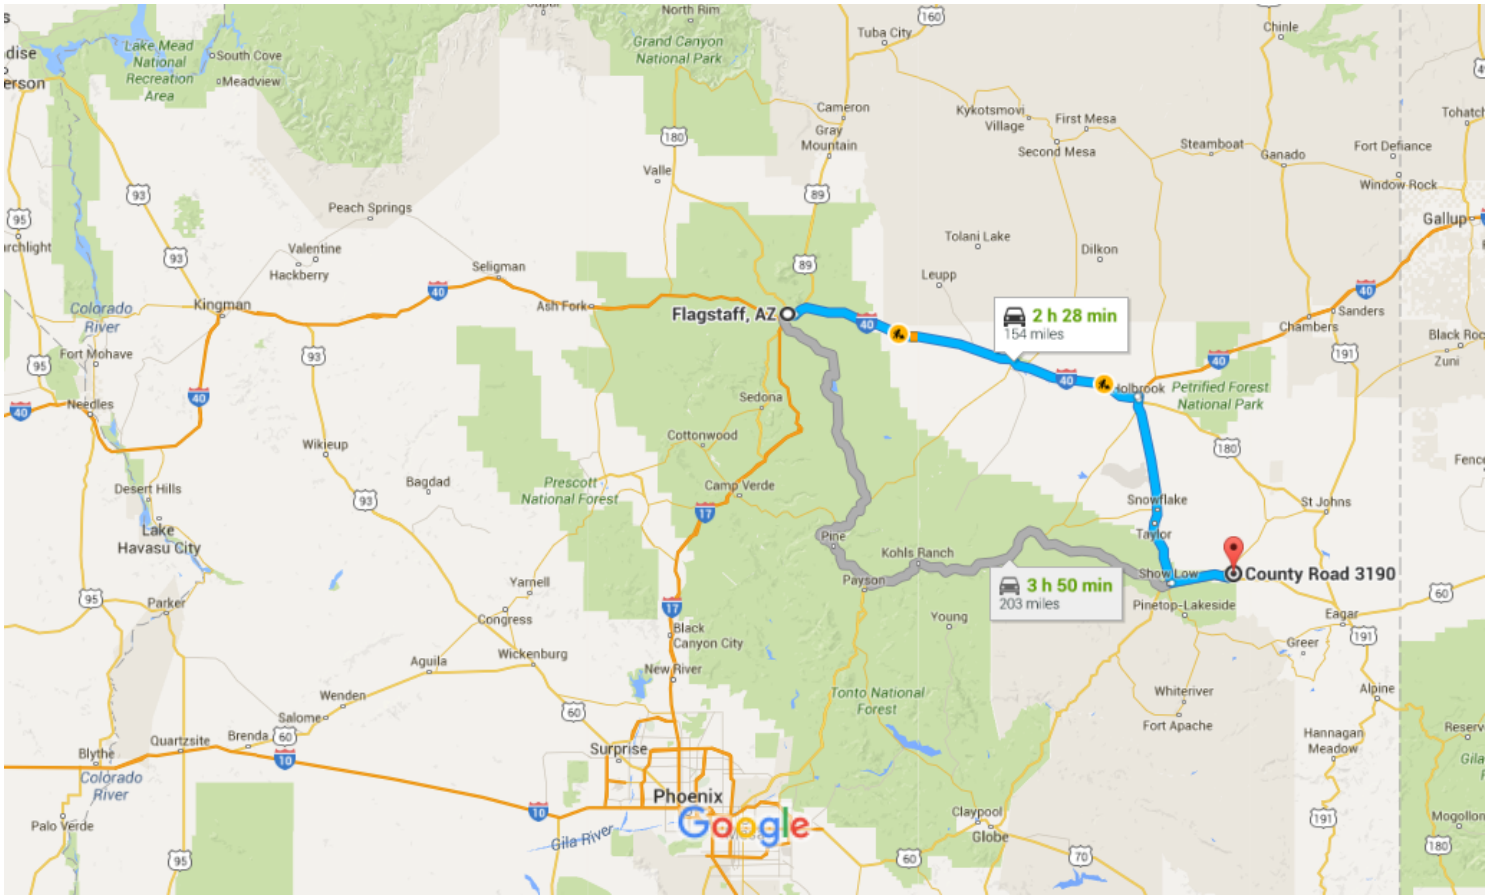 North Rim
160
Chinle
Tuba City
Lake Mead
National
Recreation
Area
South Cove
Meadview
Grand Canyon
National Park
dise
erson
Cameron
Gray
Mountain
Kykotsmovi
Village
First Mesa
Second Mesa
Steamboat
Ganado
Fort Defiance
Window Rock
Tohatch
180
Valle
93
89
Peach Springs
95
rchlight
Gallup
Tolani Lake
Dilkon
Valentine
Hackberry
93
Seligman
89
Leupp
40
40
Colorado
River
Kingman
Ash Fork
Flagstaff, AZ
40
2 h 28 min
154 miles
Sanders
Chambers
Fort Mohave
93
95
191
Black Roc
Zuni
40
40
40
Holbrook
Petrified Forest
National Park
40
Needles
Sedona
Cottonwood
Wikieup
180
Fence
Bagdad
Prescott
National Forest
Camp Verde
Desert Hills
93
17
Snowflake
St Johns
Lake
Havasu City
Taylor
Pine
Kohls Ranch
Show Low
County Road 3190
Payson
3 h 50 min
203 miles
Yarnell
95
Parker
Congress
17
Pinetop-Lakeside
60
Young
Eagar
Black
Canyon City
191
Greer
Wickenburg
Aguila
New River
Alpine
Wenden
Tonto National
Forest
Whiteriver
Salome
60
Fort Apache
Brenda
60
Quartzsite
Hannagan
Meadow
Reserv
Surprise
Blythe
10
Gila
Colorado
River
Phoenix
10
Google
Claypool
Globe
191
Mogollon
Palo Verde
Gila River
95
60
70
180